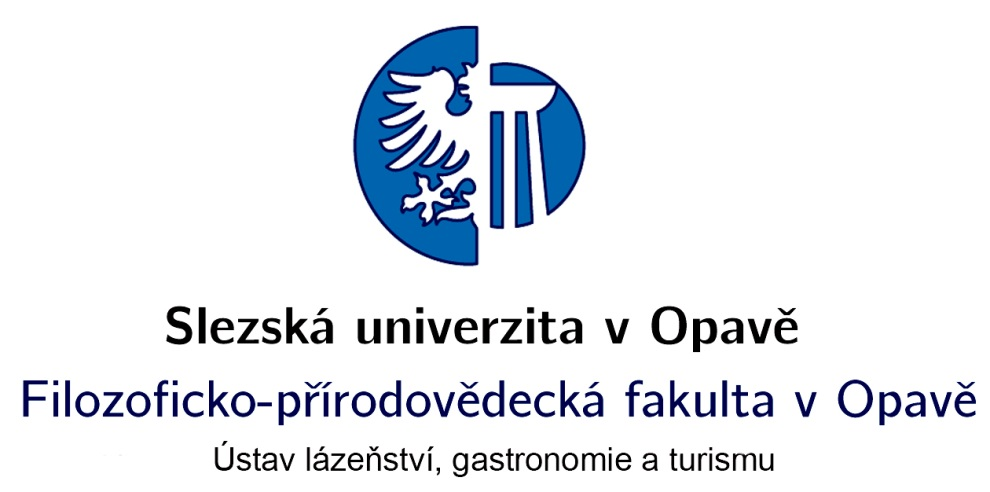 Slezská univerzita v Opavě
Filozoficko-přírodovědecká fakulta v Opavě
Ústav lázeňství, gastronomie a turismu